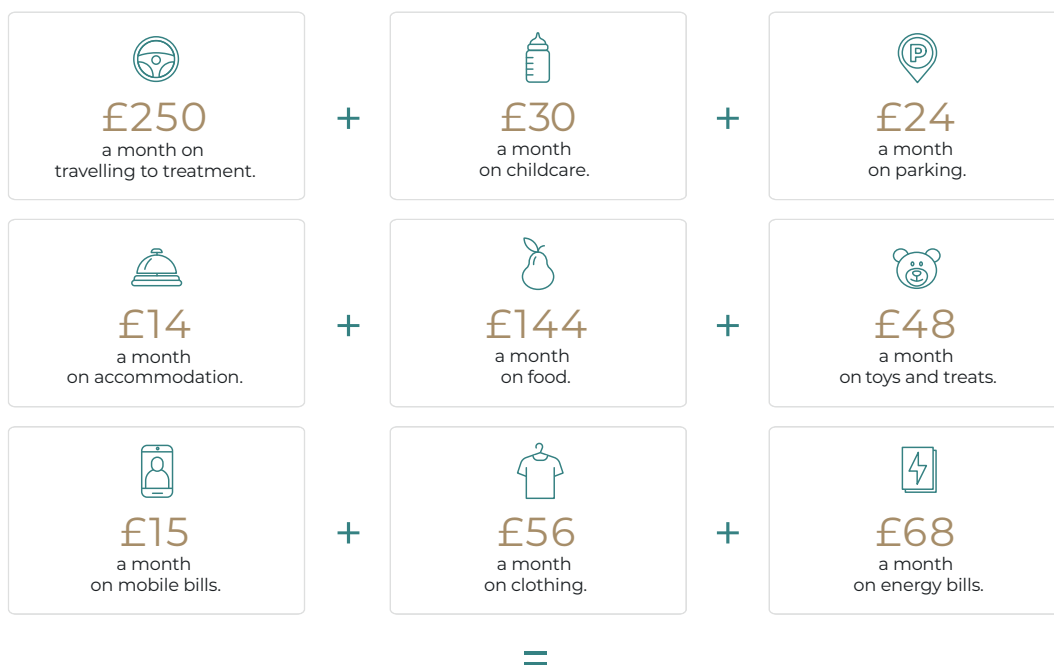 £250
a month on
travelling to treatment.
+
£30
a month
on childcare.
+
P
£24
a month
on parking.
£14
a month
on accommodation.
+
£144
a month
on food.
+
£48
a month
on toys and treats.
£15
a month
on mobile bills.
+
£56
a month
on clothing.
+
£68
a month
on energy bills.
=